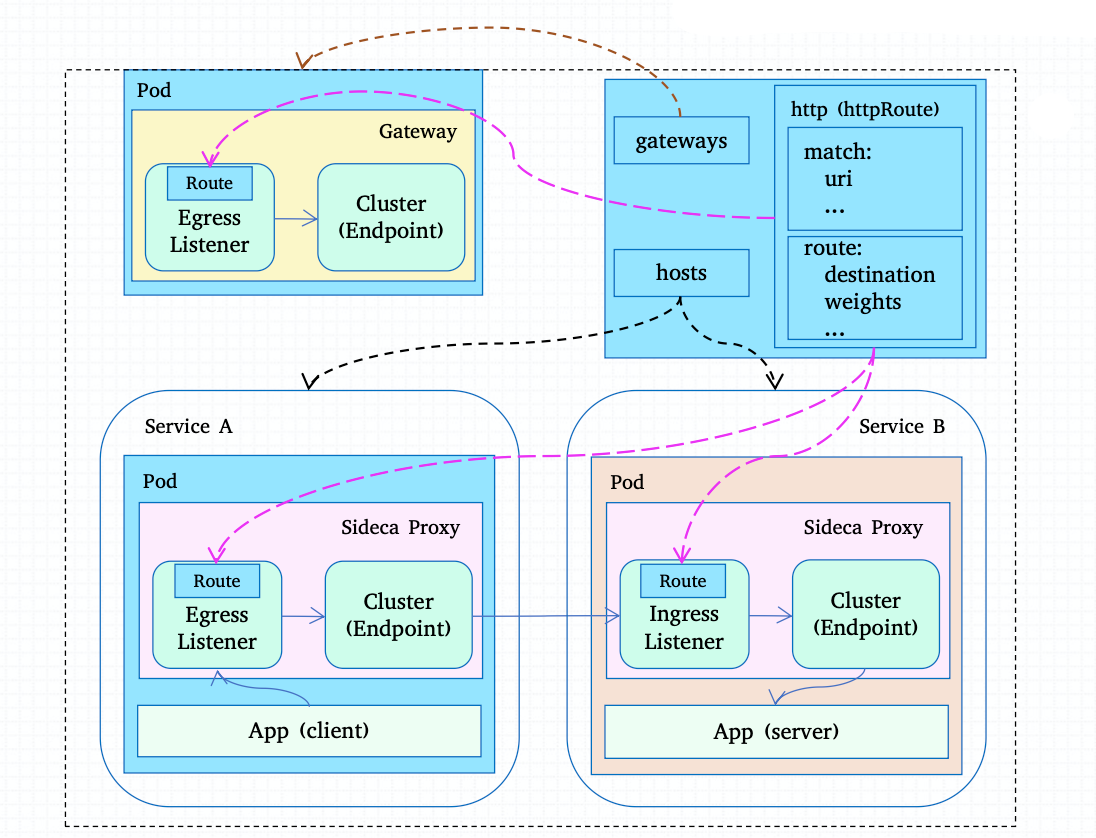 Pod
Gateway
Route
Egress
Listener
Cluster
(Endpoint)
gateways
hosts
http (httpRoute)
match:
uri
...
route:
destination
weights
...
Service A
Pod
Sideca Proxy
Route
Egress
Listener
Cluster
(Endpoint)
App (client)
Service B
Pod
Sideca Proxy
Route
Ingress
Listener
Cluster
(Endpoint)
App (server)